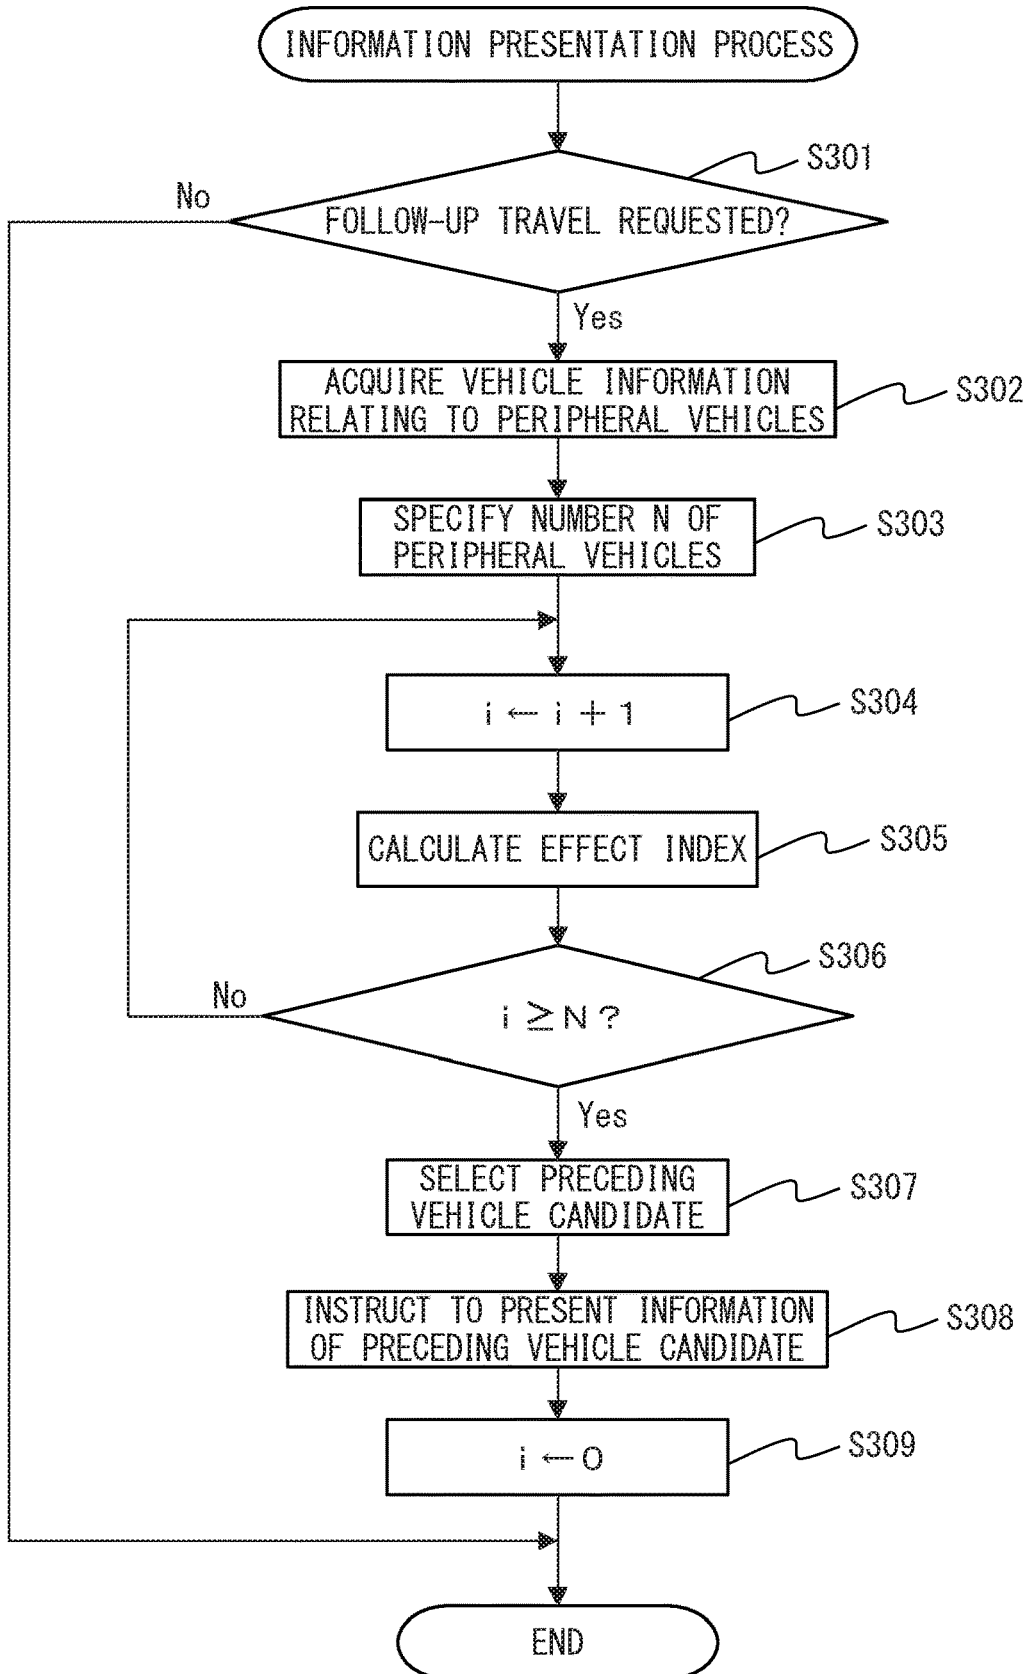 INFORMATION PRESENTATION PROCESS
S301
No
FOLLOW-UP TRAVEL REQUESTED?
Yes
ACQUIRE VEHICLE INFORMATION
RELATING TO PERIPHERAL VEHICLES
S302
SPECIFY NUMBER N OF
PERIPHERAL VEHICLES
S303
i ← i + 1
S304
CALCULATE EFFECT INDEX
S305
S306
No
i ≥ N ?
Yes
SELECT PRECEDING
VEHICLE CANDIDATE
S307
INSTRUCT TO PRESENT INFORMATION
OF PRECEDING VEHICLE CANDIDATE
S308
i ← 0
S309
END